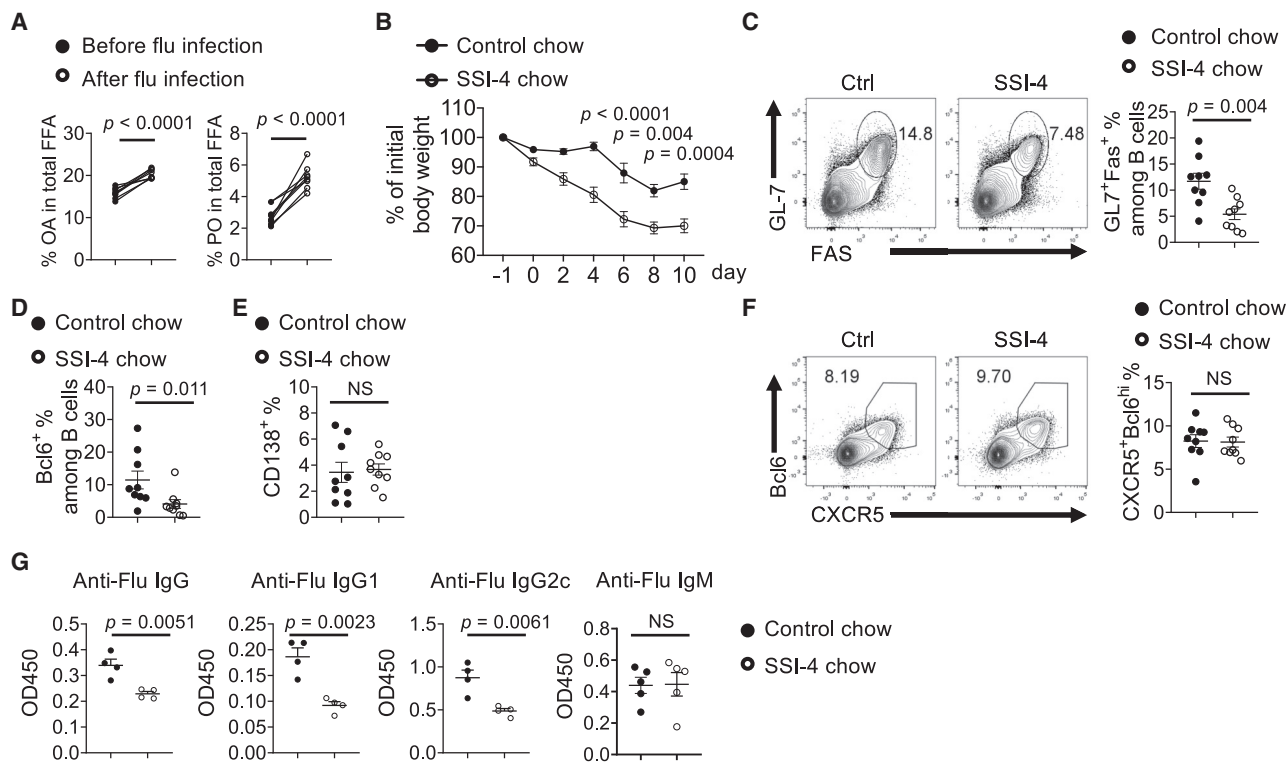 A
Before flu infection
After flu infection
% OA in total FFA
30
20
10
0
p < 0.0001
% PO in total FFA
8
6
4
2
0
p < 0.0001
B
Control chow
SSI-4 chow
% of initial
body weight
110
100
90
80
70
60
p < 0.0001
p = 0.004
p = 0.0004
-1 0 2 4 6 8 10 day
C
Control chow
SSI-4 chow
Ctrl
SSI-4
14.8
7.48
GL-7
FAS
GL7+Fas+ %
among B cells
25
20
15
10
5
0
p = 0.004
D
Control chow
SSI-4 chow
Bcl6+ %
among B cells
40
30
20
10
0
p = 0.011
E
Control chow
SSI-4 chow
CD138+ %
10
8
6
4
2
0
NS
F
Control chow
SSI-4 chow
Ctrl
SSI-4
8.19
9.70
Bcl6
CXCR5
CXCR5+Bcl6hi %
15
10
5
0
NS
G
Anti-Flu IgG
OD450
0.5
0.4
0.3
0.2
0.1
0.0
p = 0.0051
Anti-Flu IgG1
OD450
0.25
0.20
0.15
0.10
0.05
0.00
p = 0.0023
Anti-Flu IgG2c
OD450
1.5
1.0
0.5
0.0
p = 0.0061
Anti-Flu IgM
OD450
0.8
0.6
0.4
0.2
0.0
NS
Control chow
SSI-4 chow